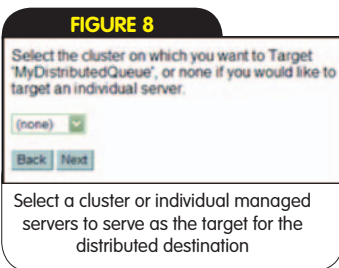 FIGURE 8
Select the cluster on which you want to Target
'MyDistributedQueue', or none if you would like to
target an individual server.
(none)
Back Next
Select a cluster or individual managed
servers to serve as the target for the
distributed destination